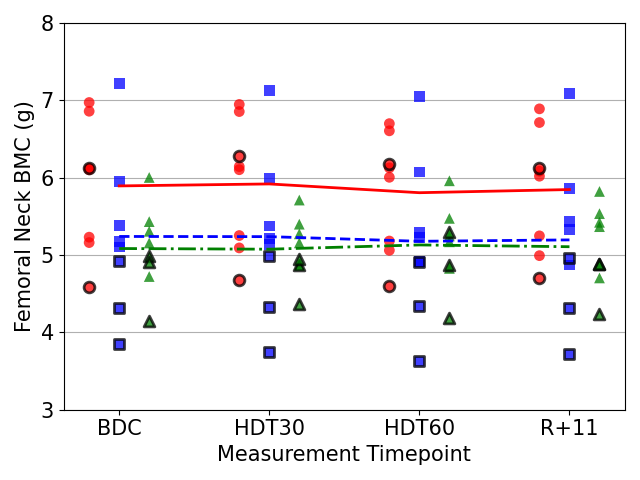 8
7
6
5
4
3
Femoral Neck BMC (g)
BDC HDT30 HDT60 R+11
Measurement Timepoint